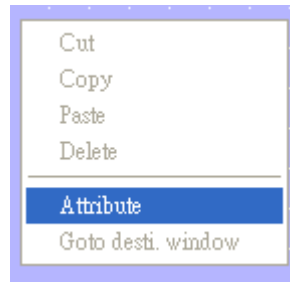 Cut
Copy
Paste
Delete
Attribute
Goto desti. window